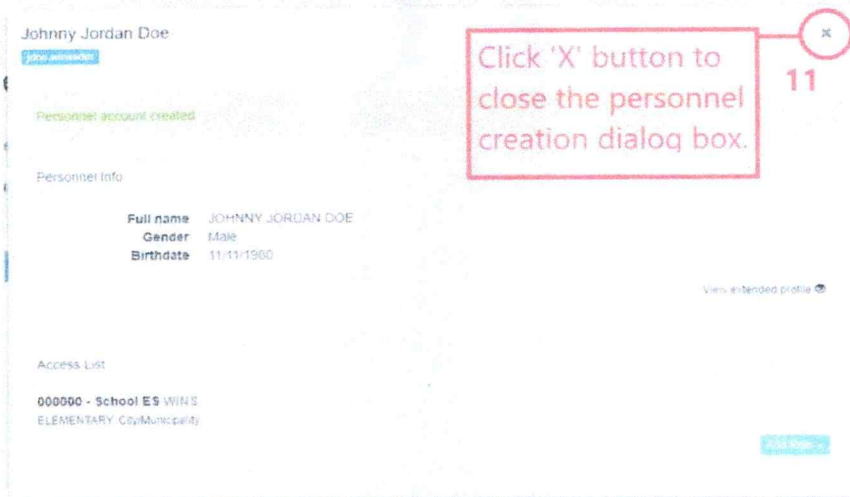 Johnny Jordan Doe
×
Click 'X' button to
close the personnel
creation dialog box.
11
Personnel account created
Personnel Info
Full name JOHNNY JORDAN DOE
Gender Male
Birthdate 11/11/1980
View extended profile
Access List
000000 - School ES WINS
ELEMENTARY City/Municipality
Add Role